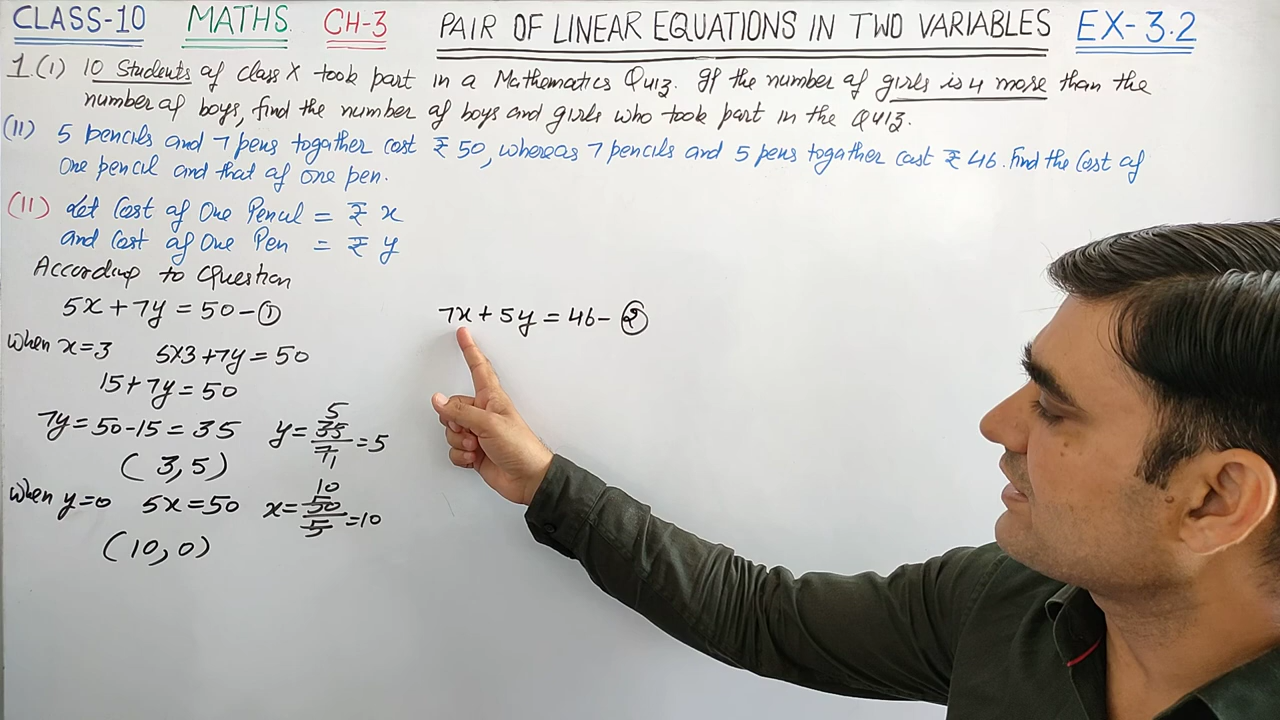 CLASS-10 MATHS CH-3 PAIR OF LINEAR EQUATIONS IN TWO VARIABLES EX-3.2
1.(i) 10 Students of class X took part in a Mathematics Quiz. If the number of girls is 4 more than the
number of boys, find the number of boys and girls who took part in the Quiz.
(ii) 5 pencils and 7 pens togather cost ₹ 50, whereas 7 pencils and 5 pens togather cost ₹ 46. Find the Cost of
One pencil and that of one pen.
(ii) Let Cost of One Pencil = ₹ x
and Cost of One Pen = ₹ y
According to Question
5x + 7y = 50 - ①
7x + 5y = 46 - ②
when x=3 5×3+7y = 50
15+7y = 50
7y = 50-15 = 35 y = 35/7 = 5
5
1
(3,5)
when y=0 5x = 50 x = 50/5 = 10
10
(10,0)